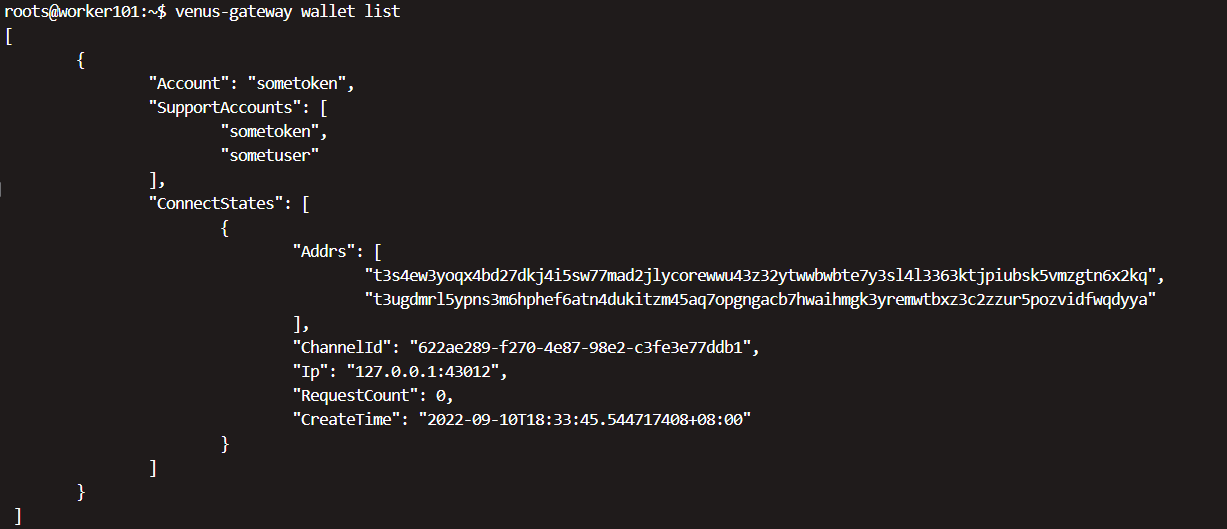 roots@worker101:~$ venus-gateway wallet list
[
        {
                "Account": "sometoken",
                "SupportAccounts": [
                        "sometoken",
                        "sometuser"
                ],
                "ConnectStates": [
                        {
                                "Addrs": [
                                        "t3s4ew3yoqx4bd27dkj4i5sw77mad2jlycorewwu43z32ytwwbwbte7y3sl4l3363ktjpiubsk5vmzgtn6x2kq",
                                        "t3ugdmrl5ypns3m6hphef6atn4dukitzm45aq7opgngacb7hwaihmgk3yremwtbxz3c2zzur5pozvidfwqdyya"
                                ],
                                "ChannelId": "622ae289-f270-4e87-98e2-c3fe3e77ddb1",
                                "Ip": "127.0.0.1:43012",
                                "RequestCount": 0,
                                "CreateTime": "2022-09-10T18:33:45.544717408+08:00"
                        }
                ]
        }
 ]